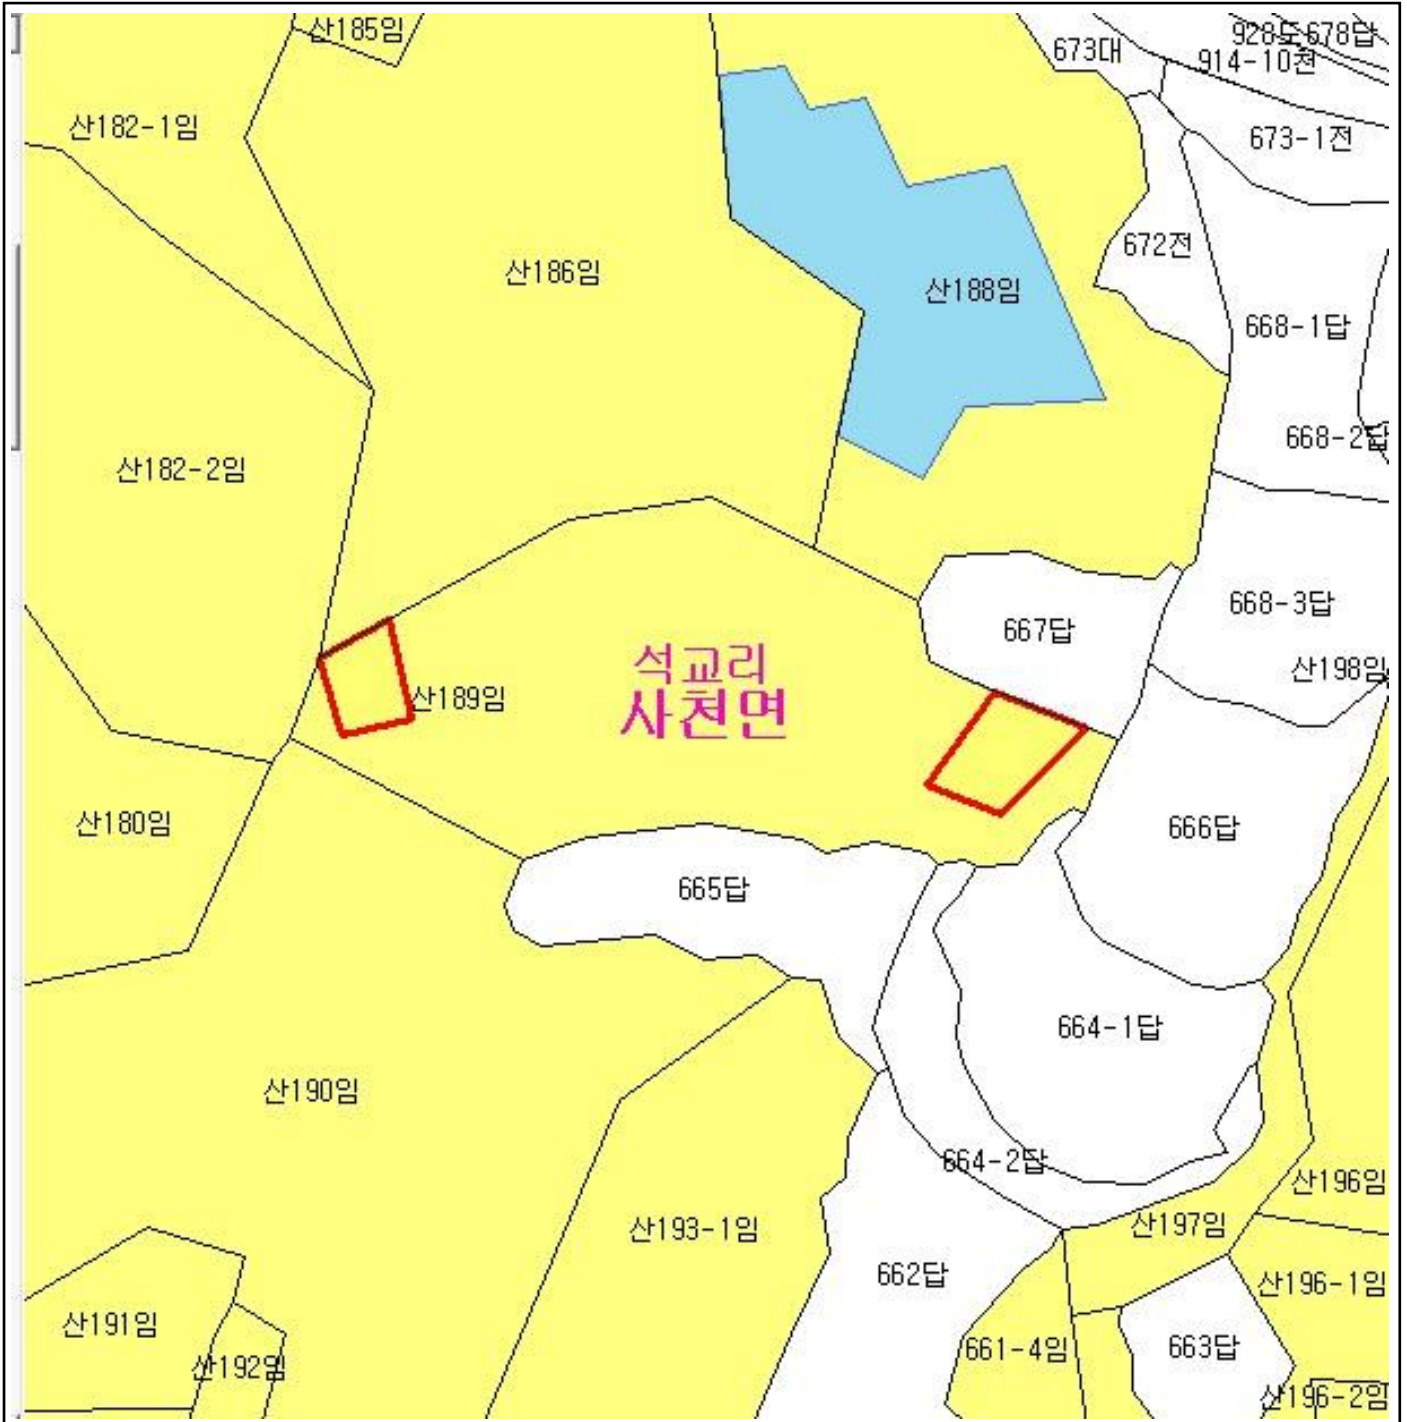 산185임
928도678답
673대
914-10천
산182-1임
673-1전
672전
산186임
산188임
668-1답
668-2답
산182-2임
668-3답
667답
석교리
산198임
산189임
사천면
산180임
666답
665답
664-1답
산190임
664-2답
산196임
산193-1임
산197임
662답
산196-1임
산191임
661-4임
663답
산192임
산196-2임